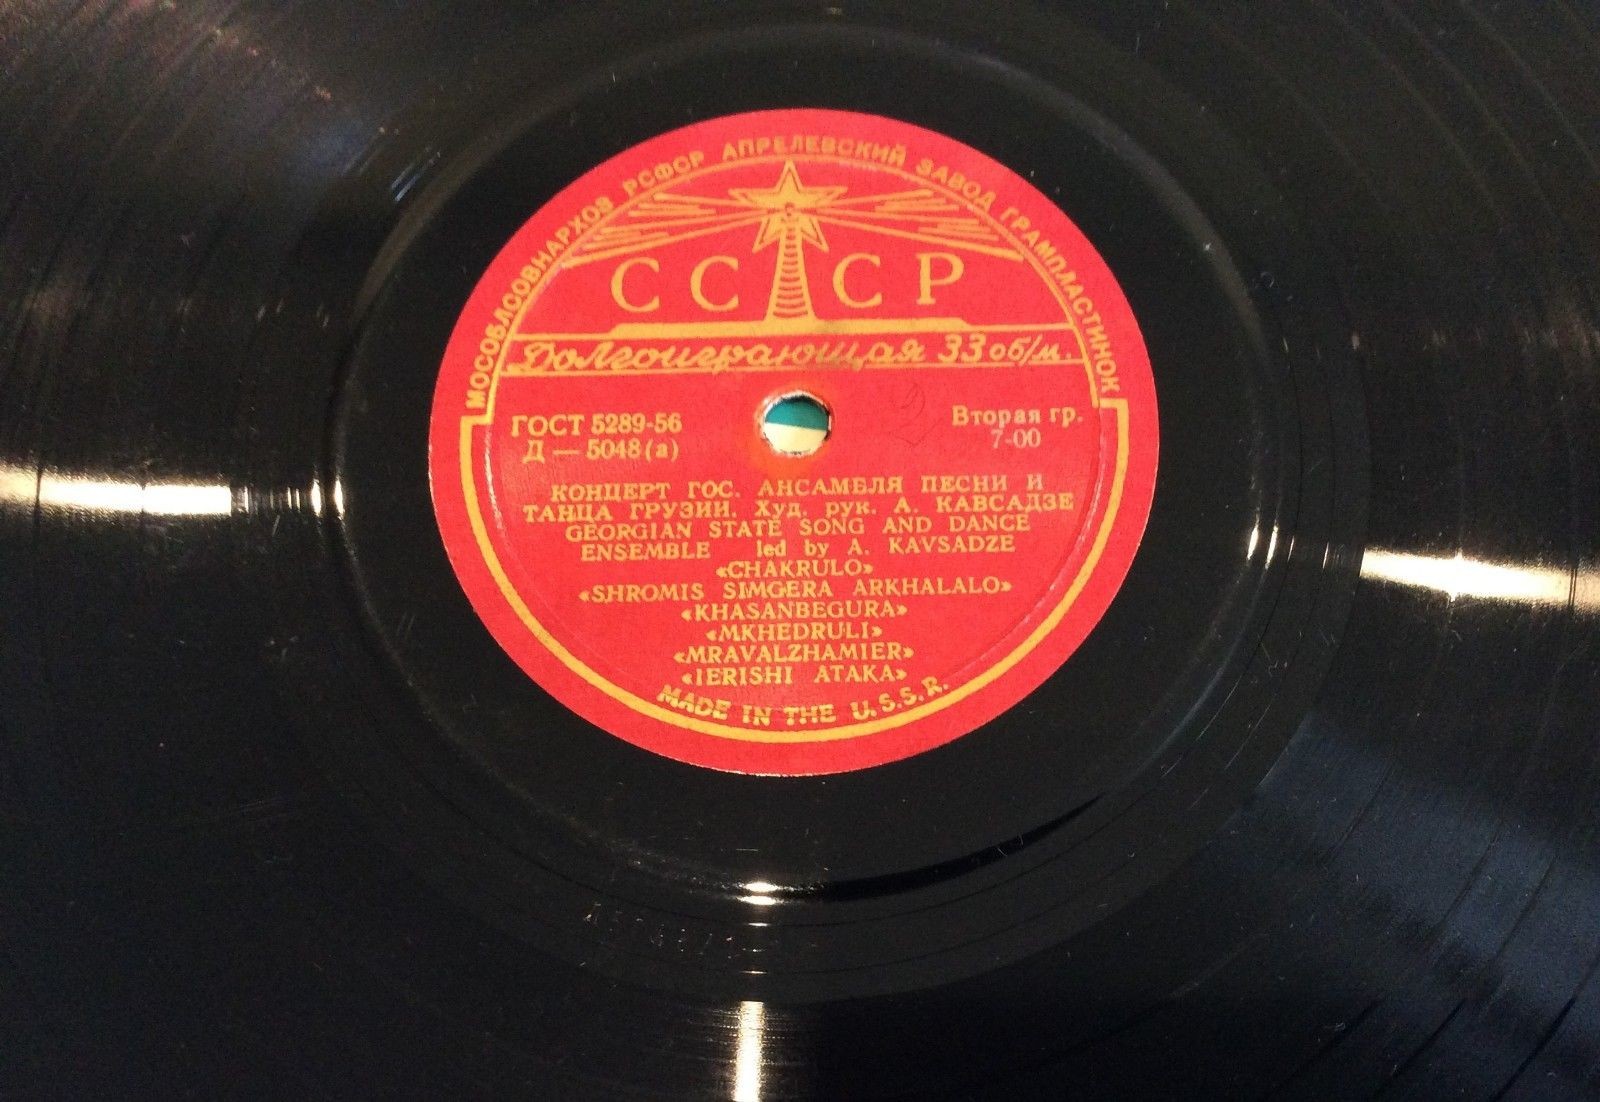 МОСОБЛСОВНАРХОЗ РСФСР АПРЕЛЕВСКИЙ ЗАВОД ГРАМПЛАСТИНОК
СССР
Долгоиграющая 33 об/м.
ГОСТ 5289-56
Вторая гр.
Д — 5048 (а)
7-00
КОНЦЕРТ ГОС. АНСАМБЛЯ ПЕСНИ И
ТАНЦА ГРУЗИИ. Худ. рук. А. КАВСАДЗЕ
GEORGIAN STATE SONG AND DANCE
ENSEMBLE led by A. KAVSADZE
«CHAKRULO»
«SHROMIS SIMGERA ARKHALALO»
«KHASANBEGURA»
«MKHEDRULI»
«MRAVALZHAMIER»
«IERISHI ATAKA»
MADE IN THE U.S.S.R.